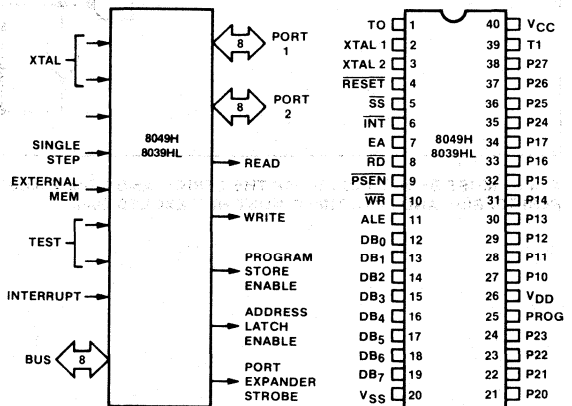 XTAL
SINGLE
STEP
EXTERNAL
MEM
TEST
INTERRUPT
BUS
8
8049H
8039HL
8
PORT
1
8
PORT
2
READ
WRITE
PROGRAM
STORE
ENABLE
ADDRESS
LATCH
ENABLE
PORT
EXPANDER
STROBE
8049H
8039HL
TO 1 40 VCC
XTAL 1 2 39 T1
XTAL 2 3 38 P27
RESET 4 37 P26
SS 5 36 P25
INT 6 35 P24
EA 7 34 P17
RD 8 33 P16
PSEN 9 32 P15
WR 10 31 P14
ALE 11 30 P13
DB0 12 29 P12
DB1 13 28 P11
DB2 14 27 P10
DB3 15 26 VDD
DB4 16 25 PROG
DB5 17 24 P23
DB6 18 23 P22
DB7 19 22 P21
VSS 20 21 P20